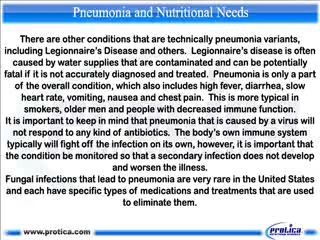 Pneumonia and Nutritional Needs
There are other conditions that are technically pneumonia variants,
including Legionnaire's Disease and others. Legionnaire's disease is often
caused by water supplies that are contaminated and can be potentially
fatal if it is not accurately diagnosed and treated. Pneumonia is only a part
of the overall condition, which also includes high fever, diarrhea, slow
heart rate, vomiting, nausea and chest pain. This is more typical in
smokers, older men and people with decreased immune function.
It is important to keep in mind that pneumonia that is caused by a virus will
not respond to any kind of antibiotics. The body's own immune system
typically will fight off the infection on its own, however, it is important that
the condition be monitored so that a secondary infection does not develop
and worsen the illness.
Fungal infections that lead to pneumonia are very rare in the United States
and each have specific types of medications and treatments that are used
to eliminate them.
www.protica.com
PROTICA